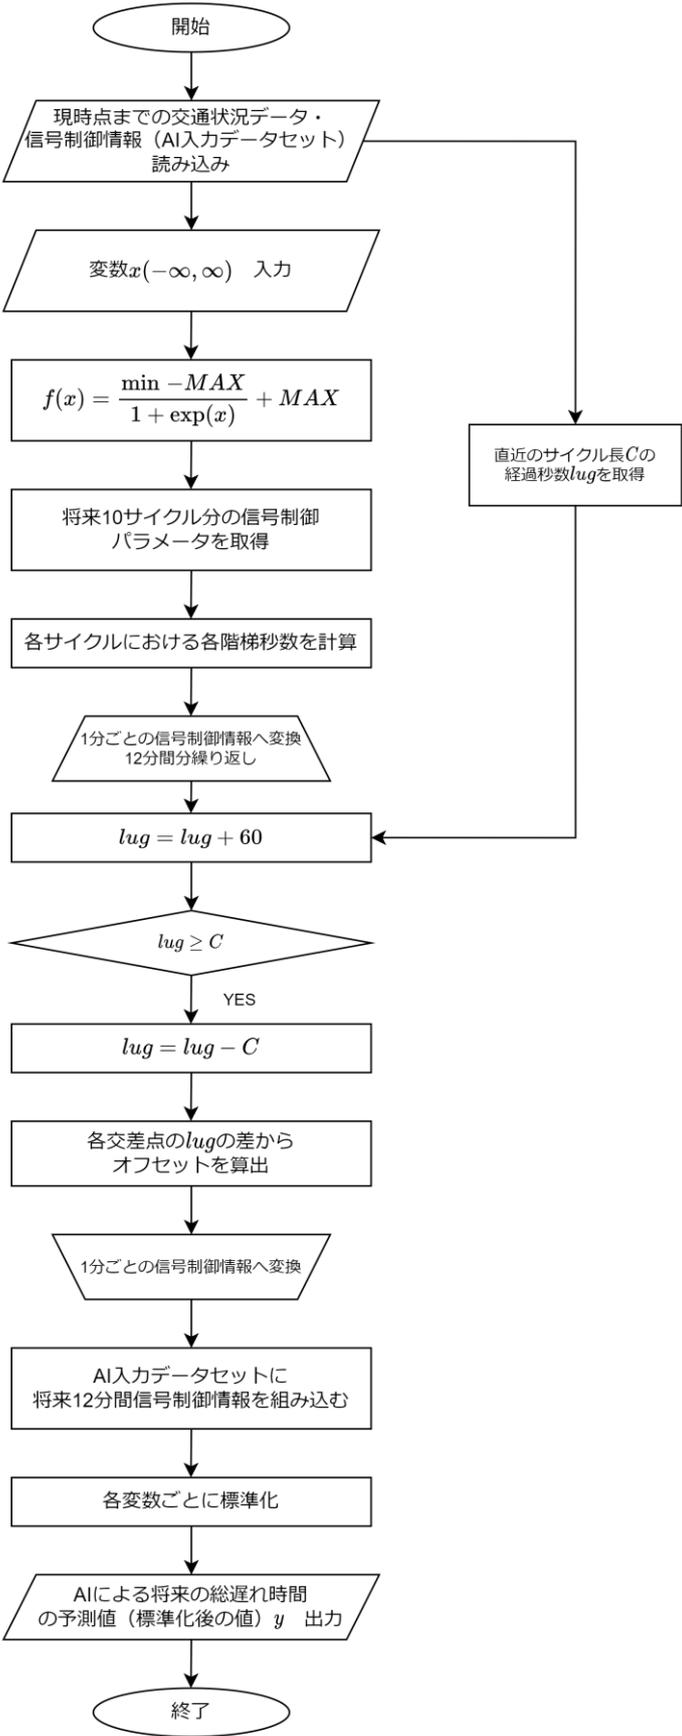 開始
現時点までの交通状況データ・
信号制御情報（AI入力データセット）
読み込み
変数x(−∞, ∞)　入力
f(x) = \frac{min −MAX}{1 + exp(x)} + MAX
直近のサイクル長Cの
経過秒数lugを取得
将来10サイクル分の信号制御
パラメータを取得
各サイクルにおける各階梯秒数を計算
1分ごとの信号制御情報へ変換
12分間分繰り返し
lug = lug + 60
lug ≥ C
YES
lug = lug − C
各交差点のlugの差から
オフセットを算出
1分ごとの信号制御情報へ変換
AI入力データセットに
将来12分間信号制御情報を組み込む
各変数ごとに標準化
AIによる将来の総遅れ時間
の予測値（標準化後の値）y　出力
終了